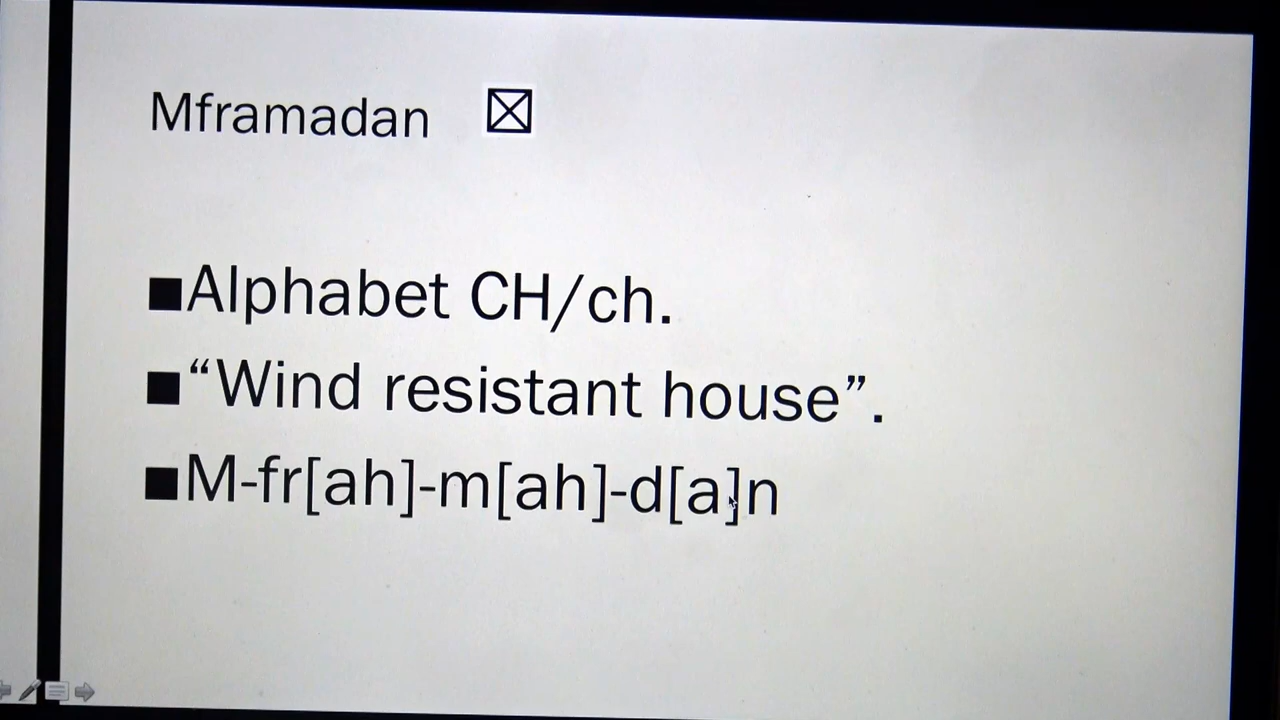 Mframadan
Alphabet CH/ch.
“Wind resistant house”.
M-fr[ah]-m[ah]-d[a]n